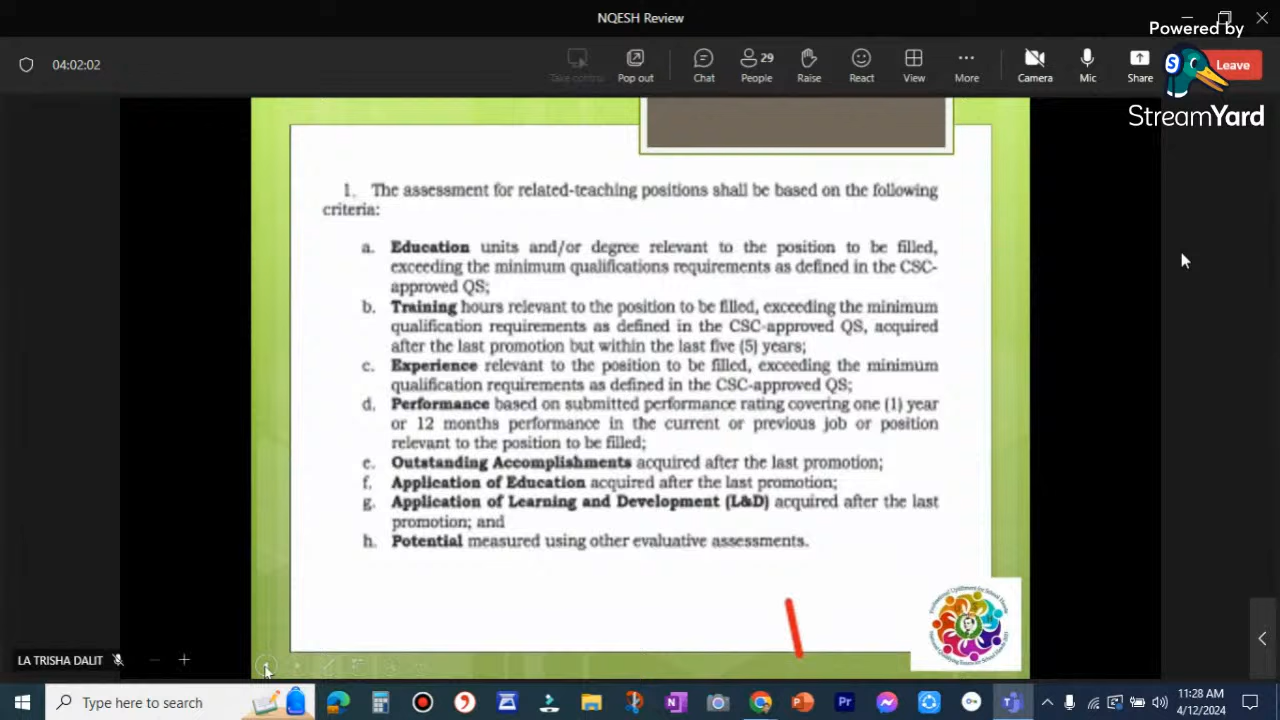 NQESH Review
Powered by
StreamYard
04:02:02
Take control
Pop out
Chat
29
People
Raise
React
View
More
Camera
Mic
Share
Leave
1. The assessment for related-teaching positions shall be based on the following
criteria:
a. Education units and/or degree relevant to the position to be filled,
exceeding the minimum qualifications requirements as defined in the CSC-
approved QS;
b. Training hours relevant to the position to be filled, exceeding the minimum
qualification requirements as defined in the CSC-approved QS, acquired
after the last promotion but within the last five (5) years;
c. Experience relevant to the position to be filled, exceeding the minimum
qualification requirements as defined in the CSC-approved QS;
d. Performance based on submitted performance rating covering one (1) year
or 12 months performance in the current or previous job or position
relevant to the position to be filled;
e. Outstanding Accomplishments acquired after the last promotion;
f. Application of Education acquired after the last promotion;
g. Application of Learning and Development (L&D) acquired after the last
promotion; and
h. Potential measured using other evaluative assessments.
LA TRISHA DALIT
Type here to search
11:28 AM
4/12/2024